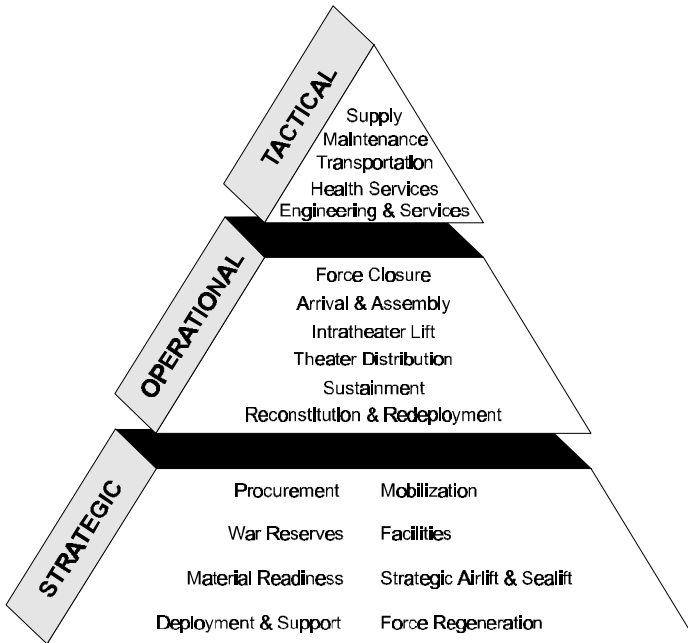 TACTICAL
Supply
Maintenance
Transportation
Health Services
Engineering & Services
OPERATIONAL
Force Closure
Arrival & Assembly
Intratheater Lift
Theater Distribution
Sustainment
Reconstitution & Redeployment
STRATEGIC
Procurement Mobilization
War Reserves Facilities
Material Readiness Strategic Airlift & Sealift
Deployment & Support Force Regeneration